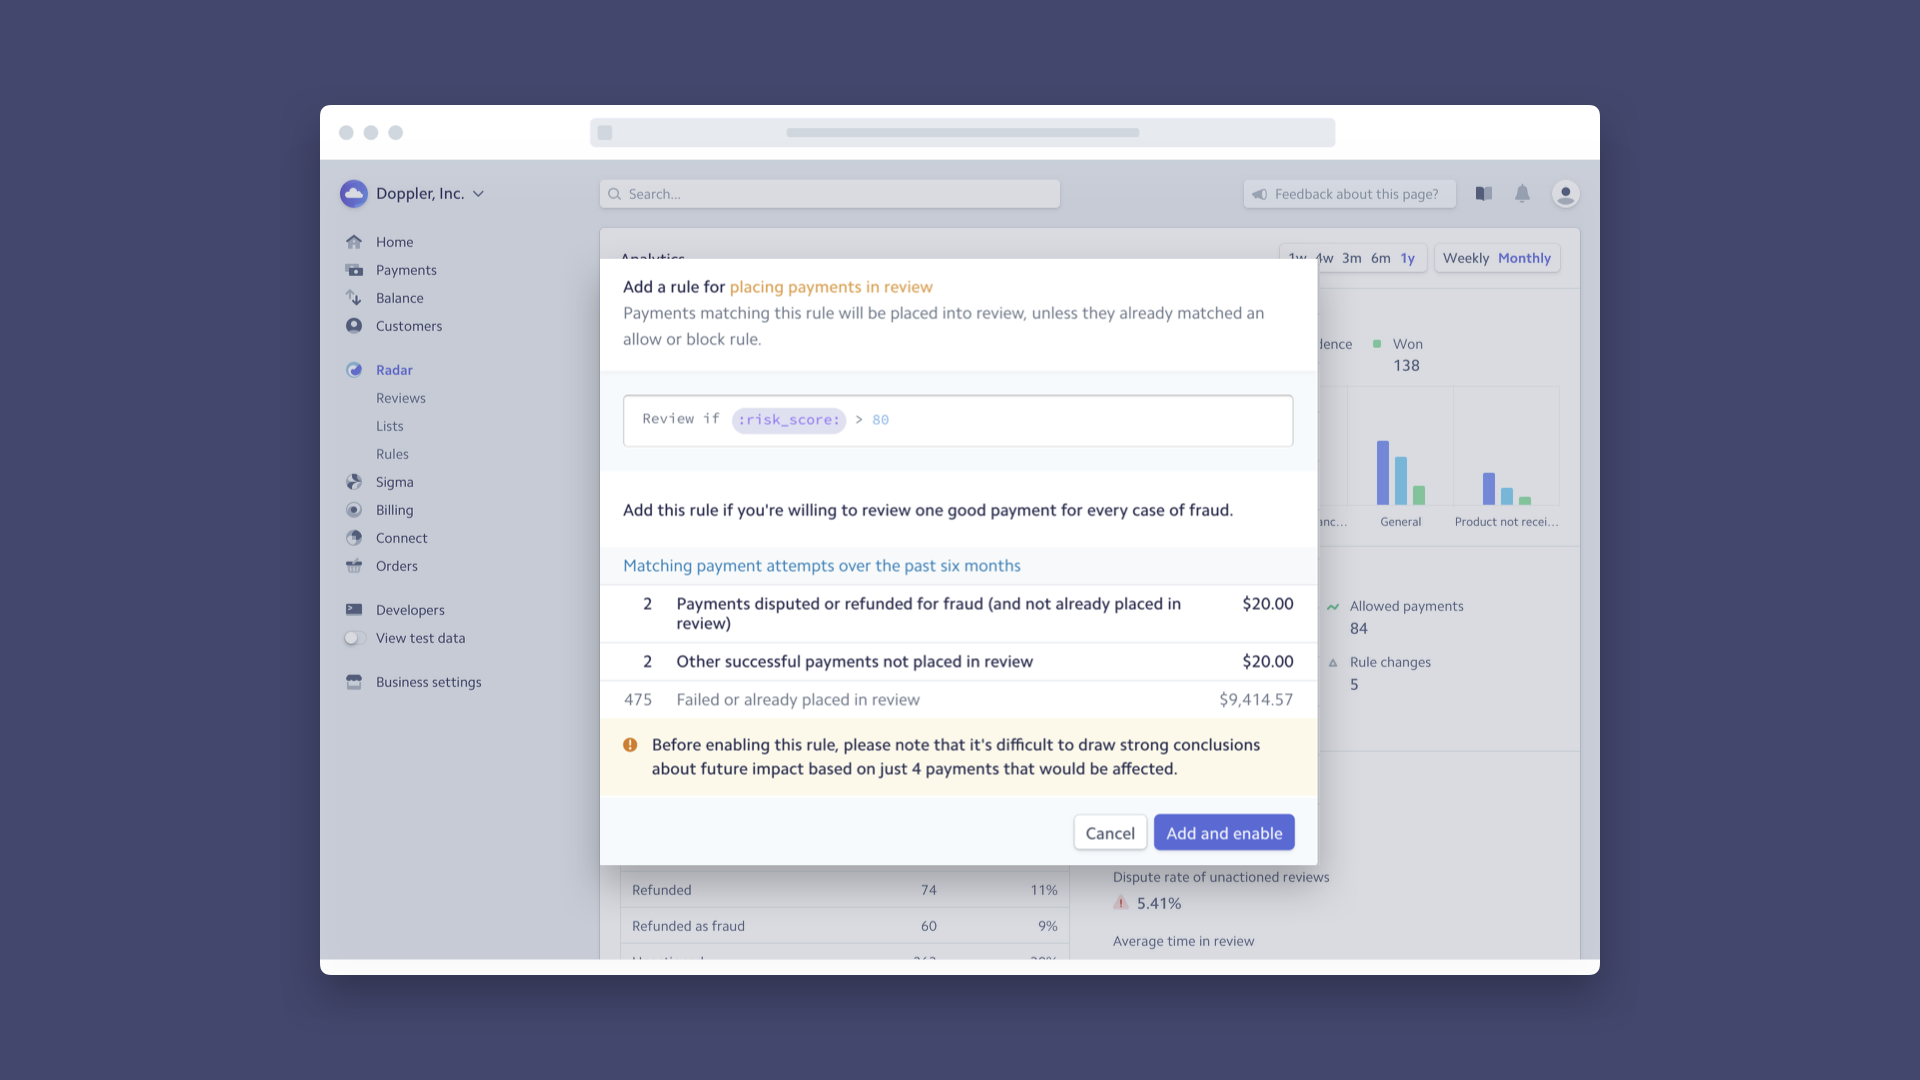 Doppler, Inc.
Search...
Feedback about this page?
Home
Payments
Balance
Customers
Radar
Reviews
Lists
Rules
Sigma
Billing
Connect
Orders
Developers
View test data
Business settings
Analytics
1w 4w 3m 6m 1y
Weekly Monthly
Add a rule for placing payments in review
Payments matching this rule will be placed into review, unless they already matched an
allow or block rule.
Review if :risk_score: > 80
Add this rule if you're willing to review one good payment for every case of fraud.
Matching payment attempts over the past six months
2 Payments disputed or refunded for fraud (and not already placed in $20.00
review)
2 Other successful payments not placed in review $20.00
475 Failed or already placed in review $9,414.57
Before enabling this rule, please note that it's difficult to draw strong conclusions
about future impact based on just 4 payments that would be affected.
Cancel Add and enable
Won
138
General
Product not recei...
Allowed payments
84
Rule changes
5
Refunded 74 11%
Refunded as fraud 60 9%
Dispute rate of unactioned reviews
5.41%
Average time in review